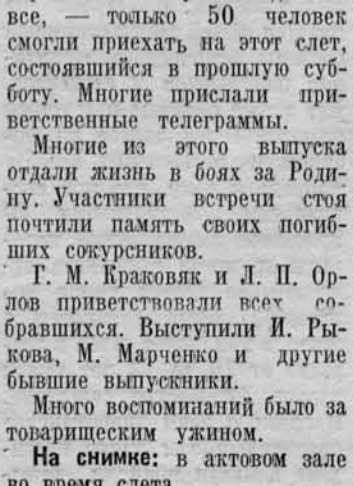 все, — только 50 человек
смогли приехать на этот слет,
состоявшийся в прошлую суб-
боту. Многие прислали при-
ветственные телеграммы.
Многие из этого выпуска
отдали жизнь в боях за Роди-
ну. Участники встречи стоя
почтили память своих погиб-
ших сокурсников.
Г. М. Краковяк и Л. П. Ор-
лов приветствовали всех со-
бравшихся. Выступили И. Ры-
кова, М. Марченко и другие
бывшие выпускники.
Много воспоминаний было за
товарищеским ужином.
На снимке: в актовом зале
во время слета